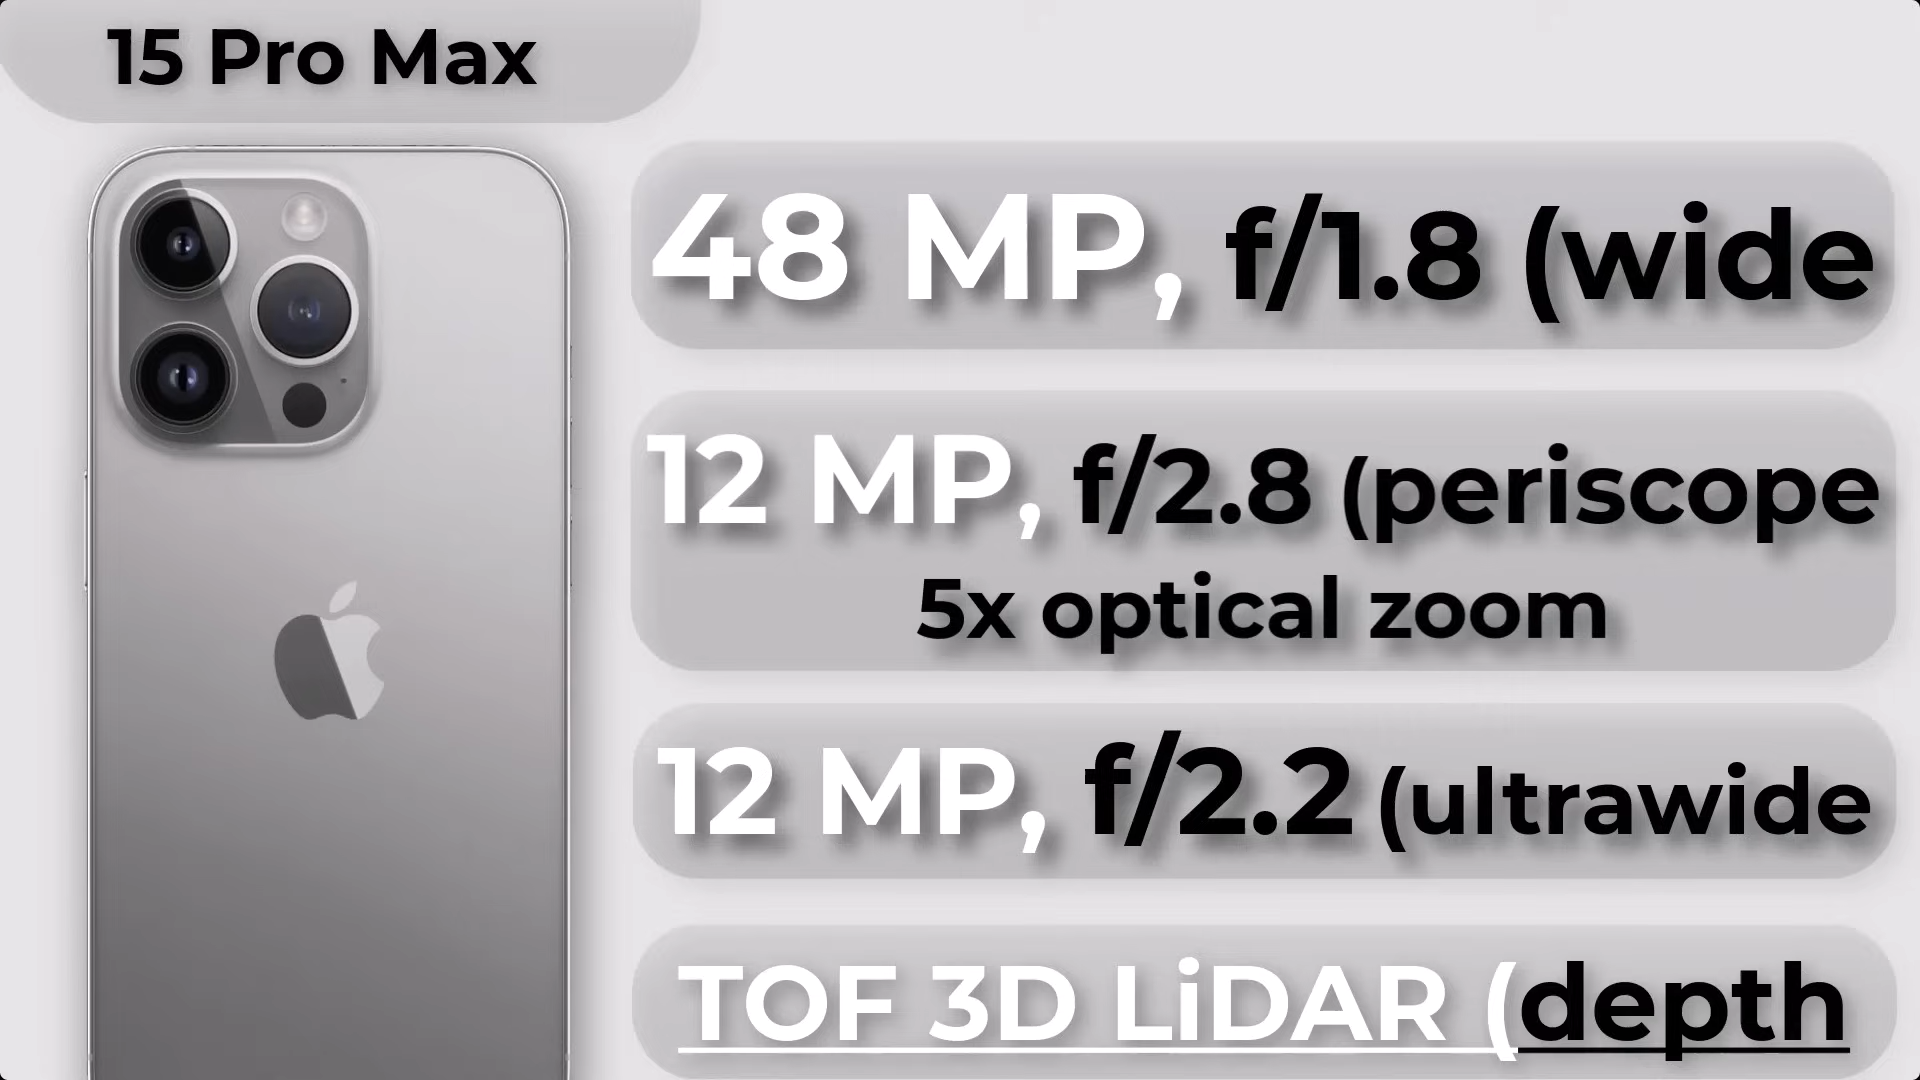 15 Pro Max
48 MP, f/1.8 (wide
12 MP, f/2.8 (periscope
5x optical zoom
12 MP, f/2.2 (ultrawide
TOF 3D LiDAR (depth